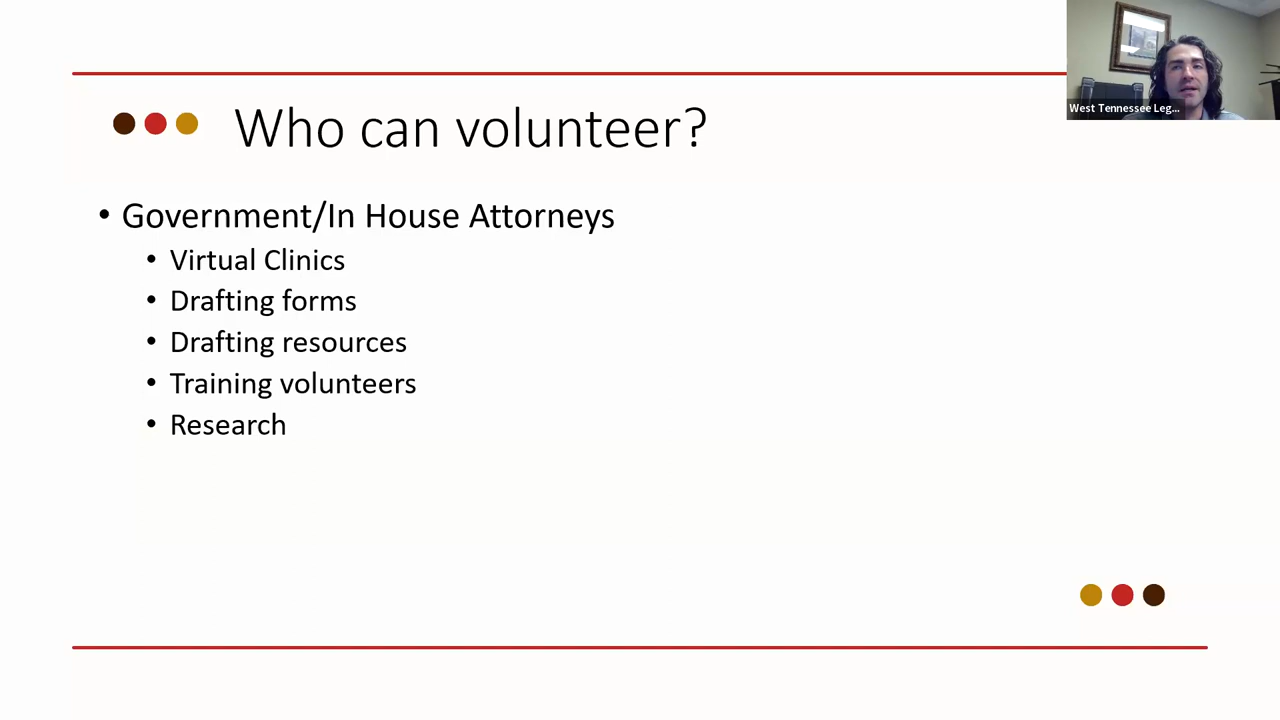 Who can volunteer?
• Government/In House Attorneys
• Virtual Clinics
• Drafting forms
• Drafting resources
• Training volunteers
• Research
West Tennessee Leg...